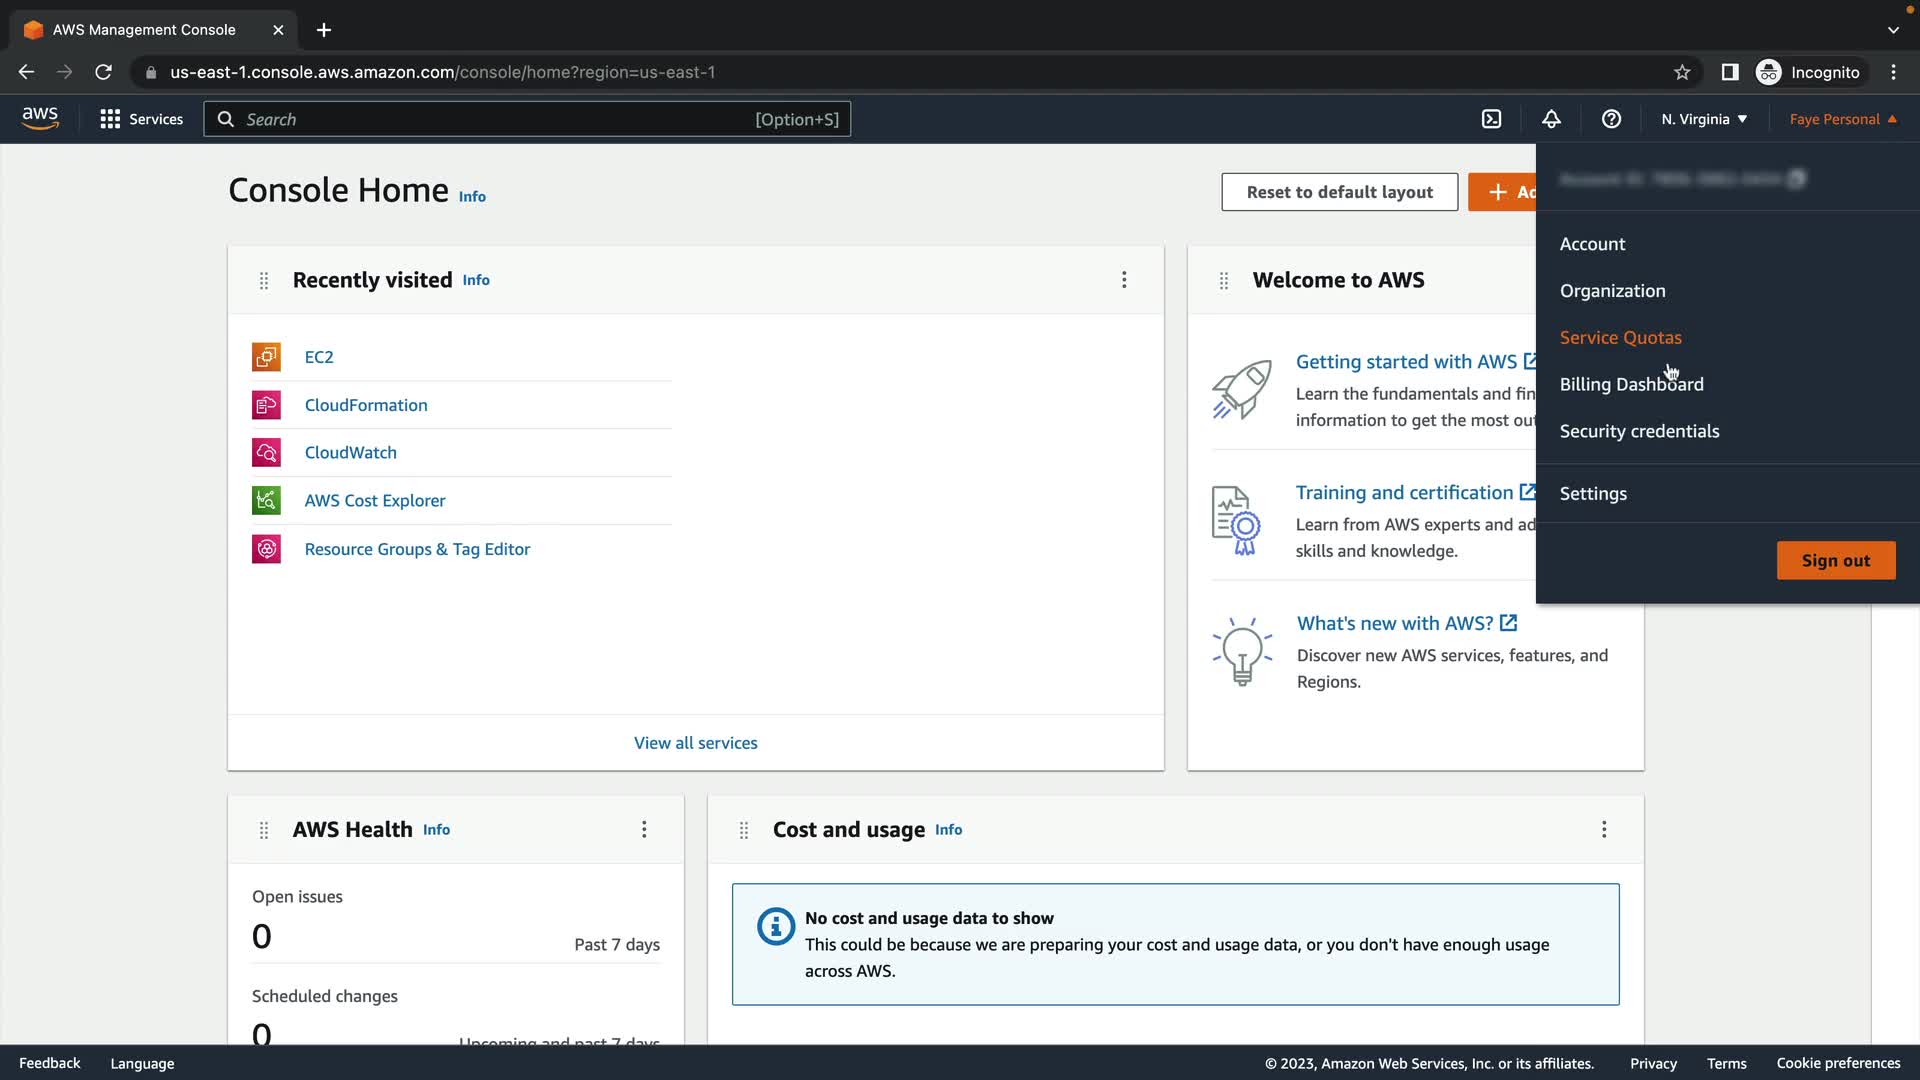 AWS Management Console
us-east-1.console.aws.amazon.com/console/home?region=us-east-1
Incognito
aws
Services
Search
[Option+S]
N. Virginia
Faye Personal
Console Home Info
Reset to default layout
Account
Organization
Service Quotas
Billing Dashboard
Security credentials
Settings
Sign out
Recently visited Info
EC2
CloudFormation
CloudWatch
AWS Cost Explorer
Resource Groups & Tag Editor
View all services
Welcome to AWS
Getting started with AWS
Learn the fundamentals and
information to get the most
Training and certification
Learn from AWS experts and
skills and knowledge.
What's new with AWS?
Discover new AWS services, features, and
Regions.
AWS Health Info
Open issues
0
Past 7 days
Scheduled changes
0
Upcoming and past 7 days
Cost and usage Info
No cost and usage data to show
This could be because we are preparing your cost and usage data, or you don't have enough usage
across AWS.
Feedback
Language
© 2023, Amazon Web Services, Inc. or its affiliates.
Privacy
Terms
Cookie preferences